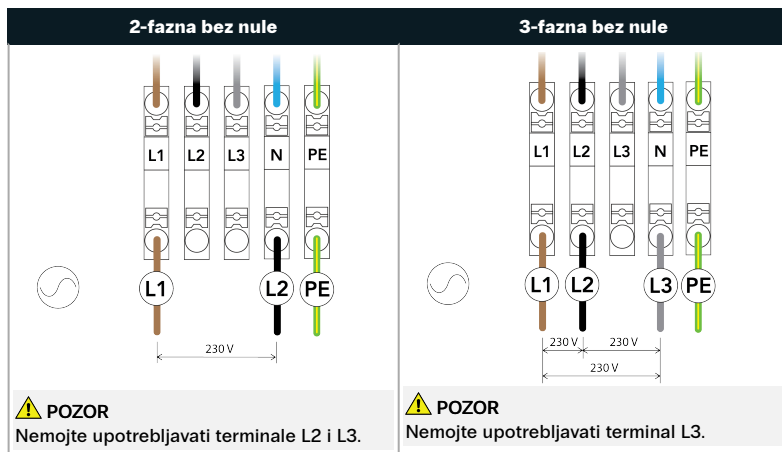 2-fazna bez nule
L1 L2 L3 N PE
L1 L2 PE
230 V
POZOR
Nemojte upotrebljavati terminale L2 i L3.
3-fazna bez nule
L1 L2 L3 N PE
L1 L2 L3 PE
230 V 230 V
230 V
POZOR
Nemojte upotrebljavati terminal L3.